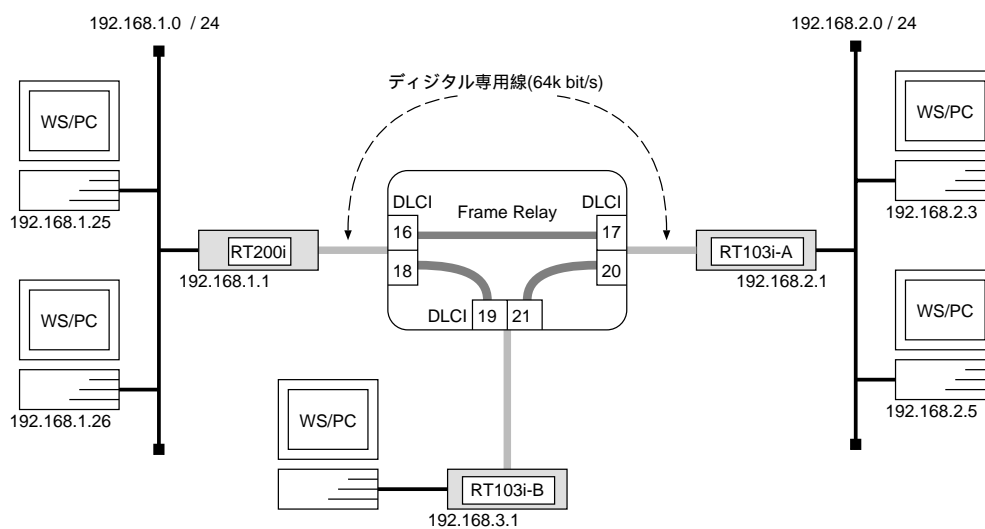 192.168.1.0 / 24
192.168.2.0 / 24
ディジタル専用線(64k bit/s)
WS/PC
WS/PC
DLCI
Frame Relay
DLCI
192.168.1.25
16
17
192.168.2.3
RT200i
RT103i-A
18
20
192.168.1.1
192.168.2.1
DLCI
19
21
WS/PC
WS/PC
192.168.1.26
WS/PC
192.168.2.5
RT103i-B
192.168.3.1